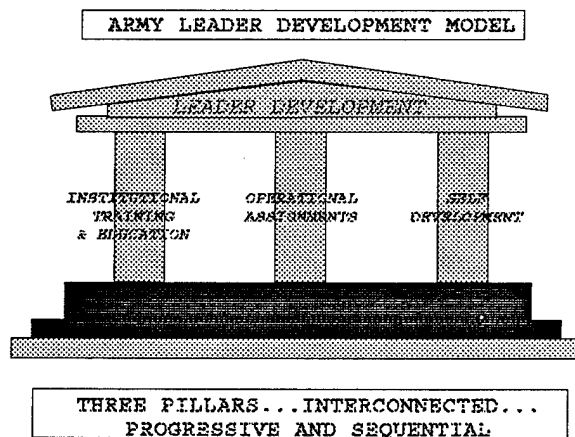 ARMY LEADER DEVELOPMENT MODEL
LEADER DEVELOPMENT
INSTITUTIONAL
TRAINING
& EDUCATION
OPERATIONAL
ASSIGNMENTS
SELF
DEVELOPMENT
THREE PILLARS...INTERCONNECTED...
PROGRESSIVE AND SEQUENTIAL